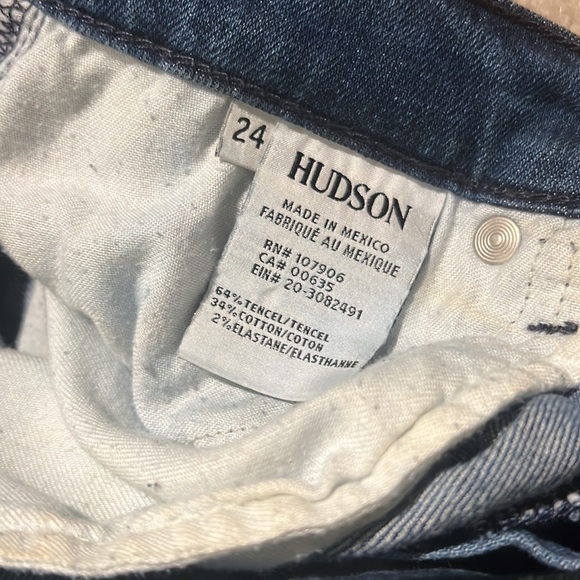 24
HUDSON
MADE IN MEXICO
FABRIQUÉ AU MEXIQUE
RN# 107906
CA# 00635
EIN# 20-3082491
64% TENCEL/TENCEL
34% COTTON/COTON
2% ELASTANE/ELASTHANNE